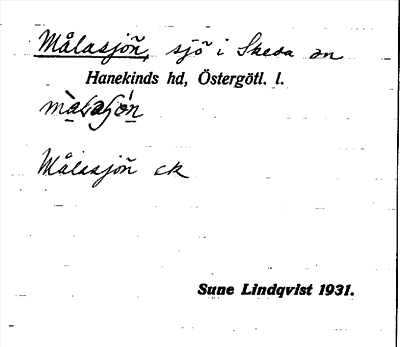 Målasjön̄, sjö i Skeda sn
Hanekinds hd, Östergötl. l.
Målasjön̄ ck
Sune Lindqvist 1931.